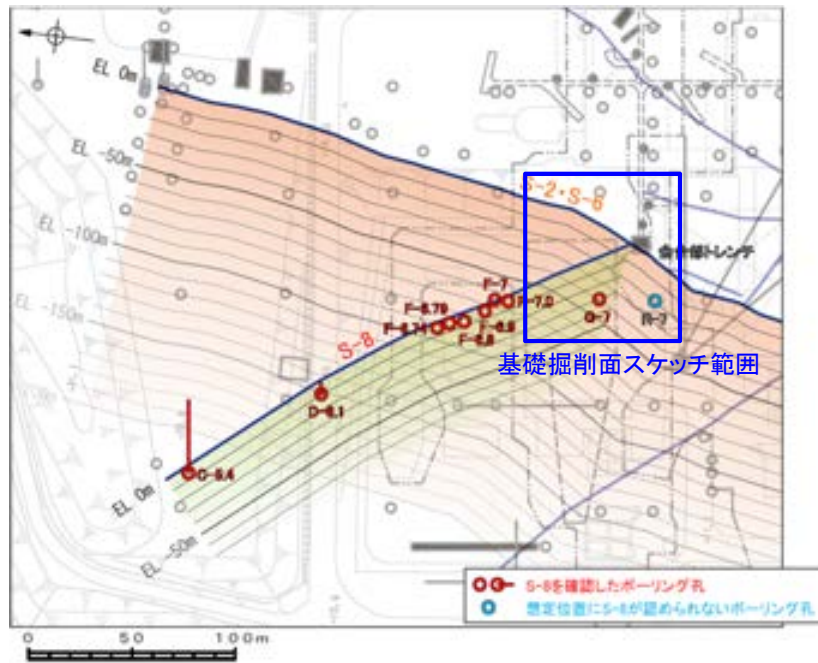 EL 0m
EL -50m
EL -100m
EL -150m
S-2・S-6
合部トレンチ
F-7
F-7.0
F-6.79
F-6.74
F-6.9
F-6.8
G-7
R-7
基礎掘削面スケッチ範囲
S-8
D-6.1
C-5.4
EL 0m
EL -50m
S-8を確認したボーリング孔
想定位置にS-8が認められないボーリング孔
0 50 100m